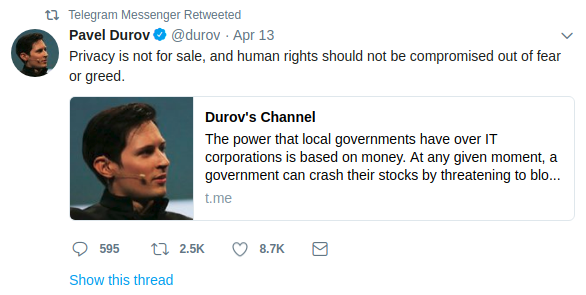 Telegram Messenger Retweeted
Pavel Durov @durov · Apr 13
Privacy is not for sale, and human rights should not be compromised out of fear
or greed.
Durov's Channel
The power that local governments have over IT
corporations is based on money. At any given moment, a
government can crash their stocks by threatening to blo...
t.me
595 2.5K 8.7K
Show this thread